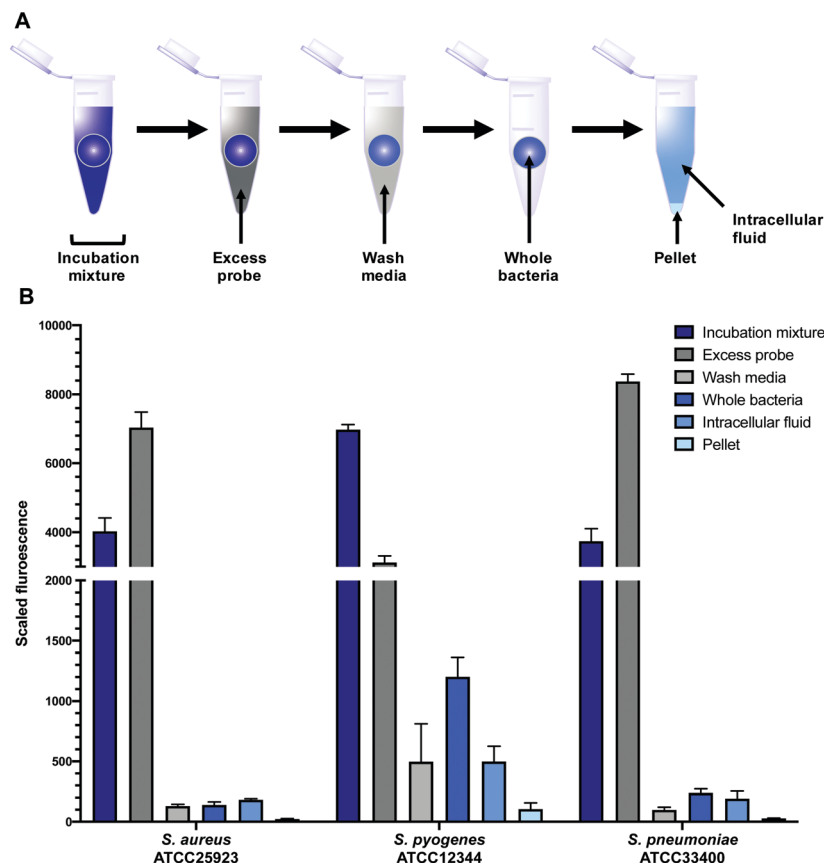 A
Incubation
mixture
Excess
probe
Wash
media
Whole
bacteria
Pellet
Intracellular
fluid
B
Scaled fluroescence
10000
8000
6000
4000
2000
1500
1000
500
0
Incubation mixture
Excess probe
Wash media
Whole bacteria
Intracellular fluid
Pellet
S. aureus
ATCC25923
S. pyogenes
ATCC12344
S. pneumoniae
ATCC33400